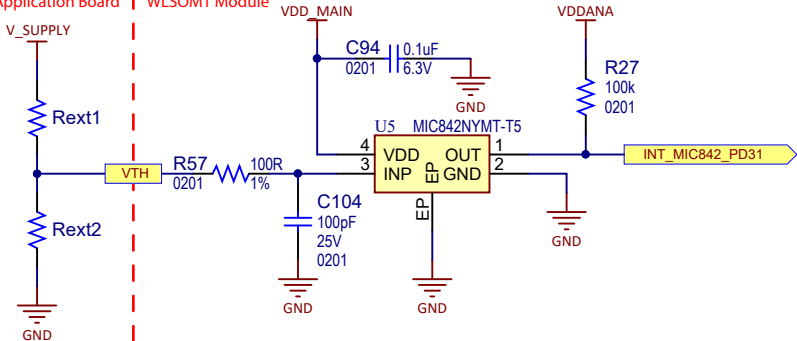 Application Board
WLSOM1 Module
V_SUPPLY
VDD_MAIN
VDDANA
C94
0.1uF
0201
6.3V
GND
R27
100k
0201
Rext1
U5 MIC842NYMT-T5
4 VDD OUT 1
3 INP EP GND 2
EP
INT_MIC842_PD31
VTH
R57
100R
0201
1%
C104
100pF
25V
0201
Rext2
GND
GND
GND
GND